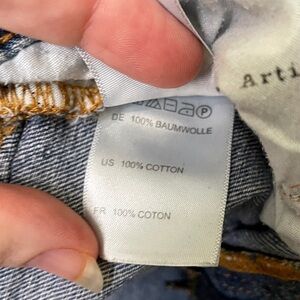 Arti
P
DE 100% BAUMWOLLE
US 100% COTTON
FR 100% COTON